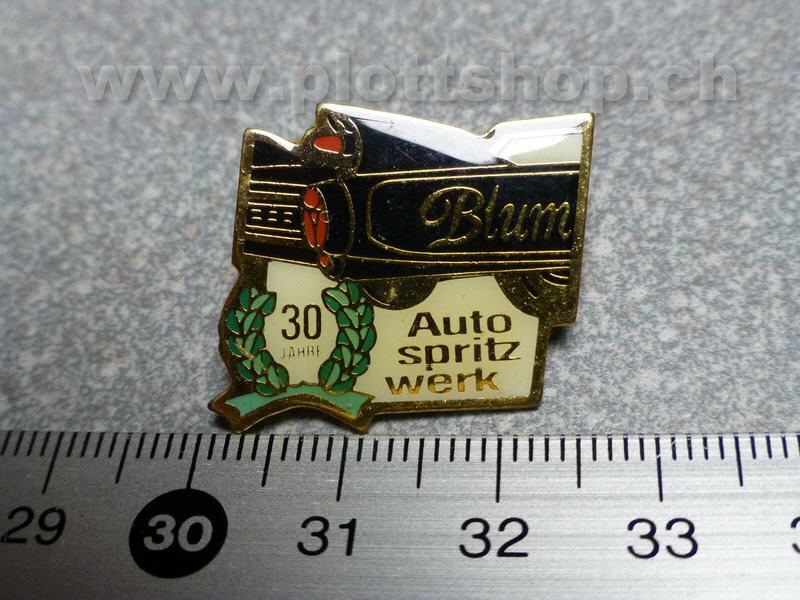 www.plottshop.ch
Blum
30
JAHRE
Auto
spritz
werk
29 30 31 32 33